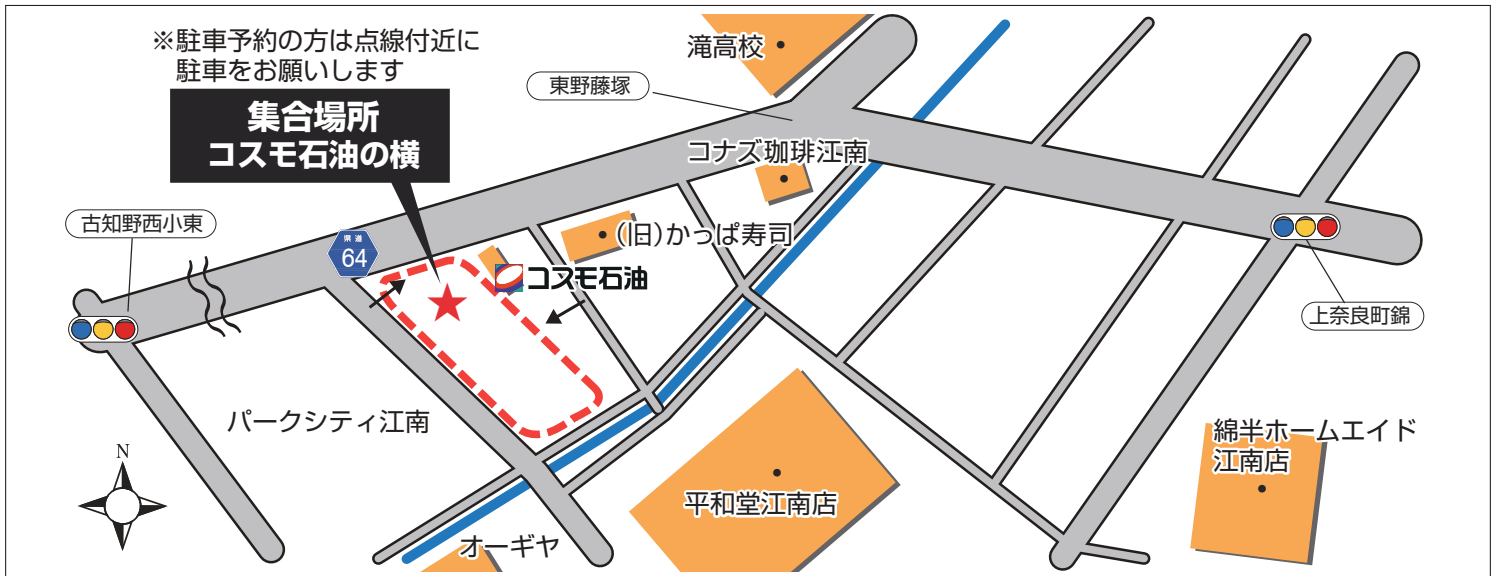 ※駐車予約の方は点線付近に
駐車をお願いします
集合場所
コスモ石油の横
滝高校
東野藤塚
コナズ珈琲江南
古知野西小東
県道
64
(旧)かっぱ寿司
コスモ石油
上奈良町錦
パークシティ江南
N
綿半ホームエイド
江南店
平和堂江南店
オーギヤ